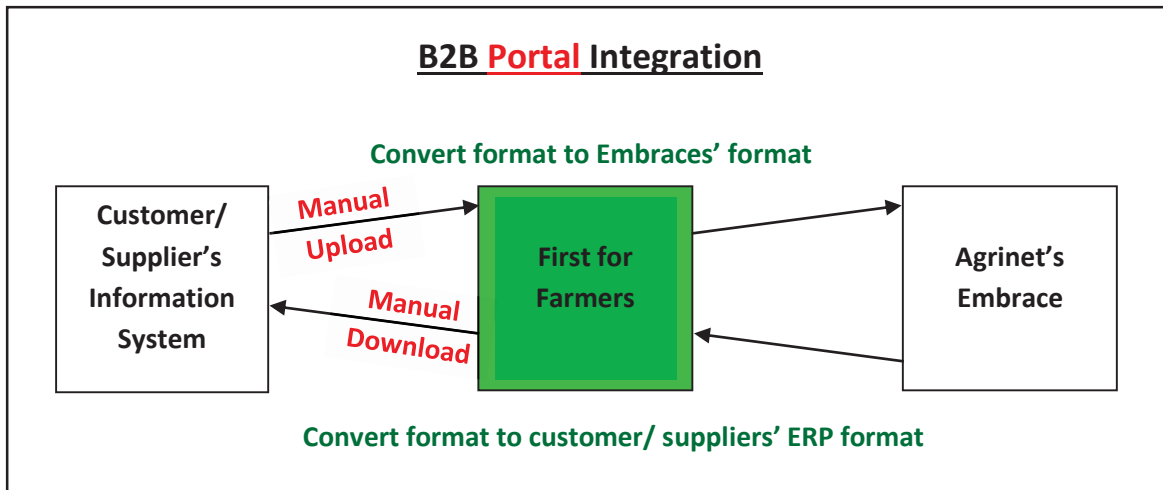 B2B Portal Integration
Convert format to Embraces’ format
Customer/
Supplier’s
Information
System
Manual
Upload
Manual
Download
First for
Farmers
Agrinet’s
Embrace
Convert format to customer/ suppliers’ ERP format